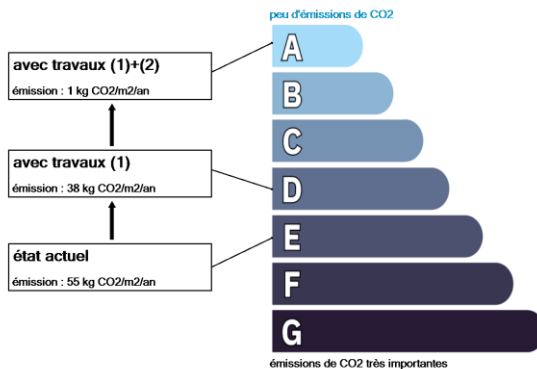 peu d'émissions de CO2
A
avec travaux (1)+(2)
émission : 1 kg CO2/m2/an
B
C
avec travaux (1)
émission : 38 kg CO2/m2/an
D
E
état actuel
émission : 55 kg CO2/m2/an
F
G
émissions de CO2 très importantes